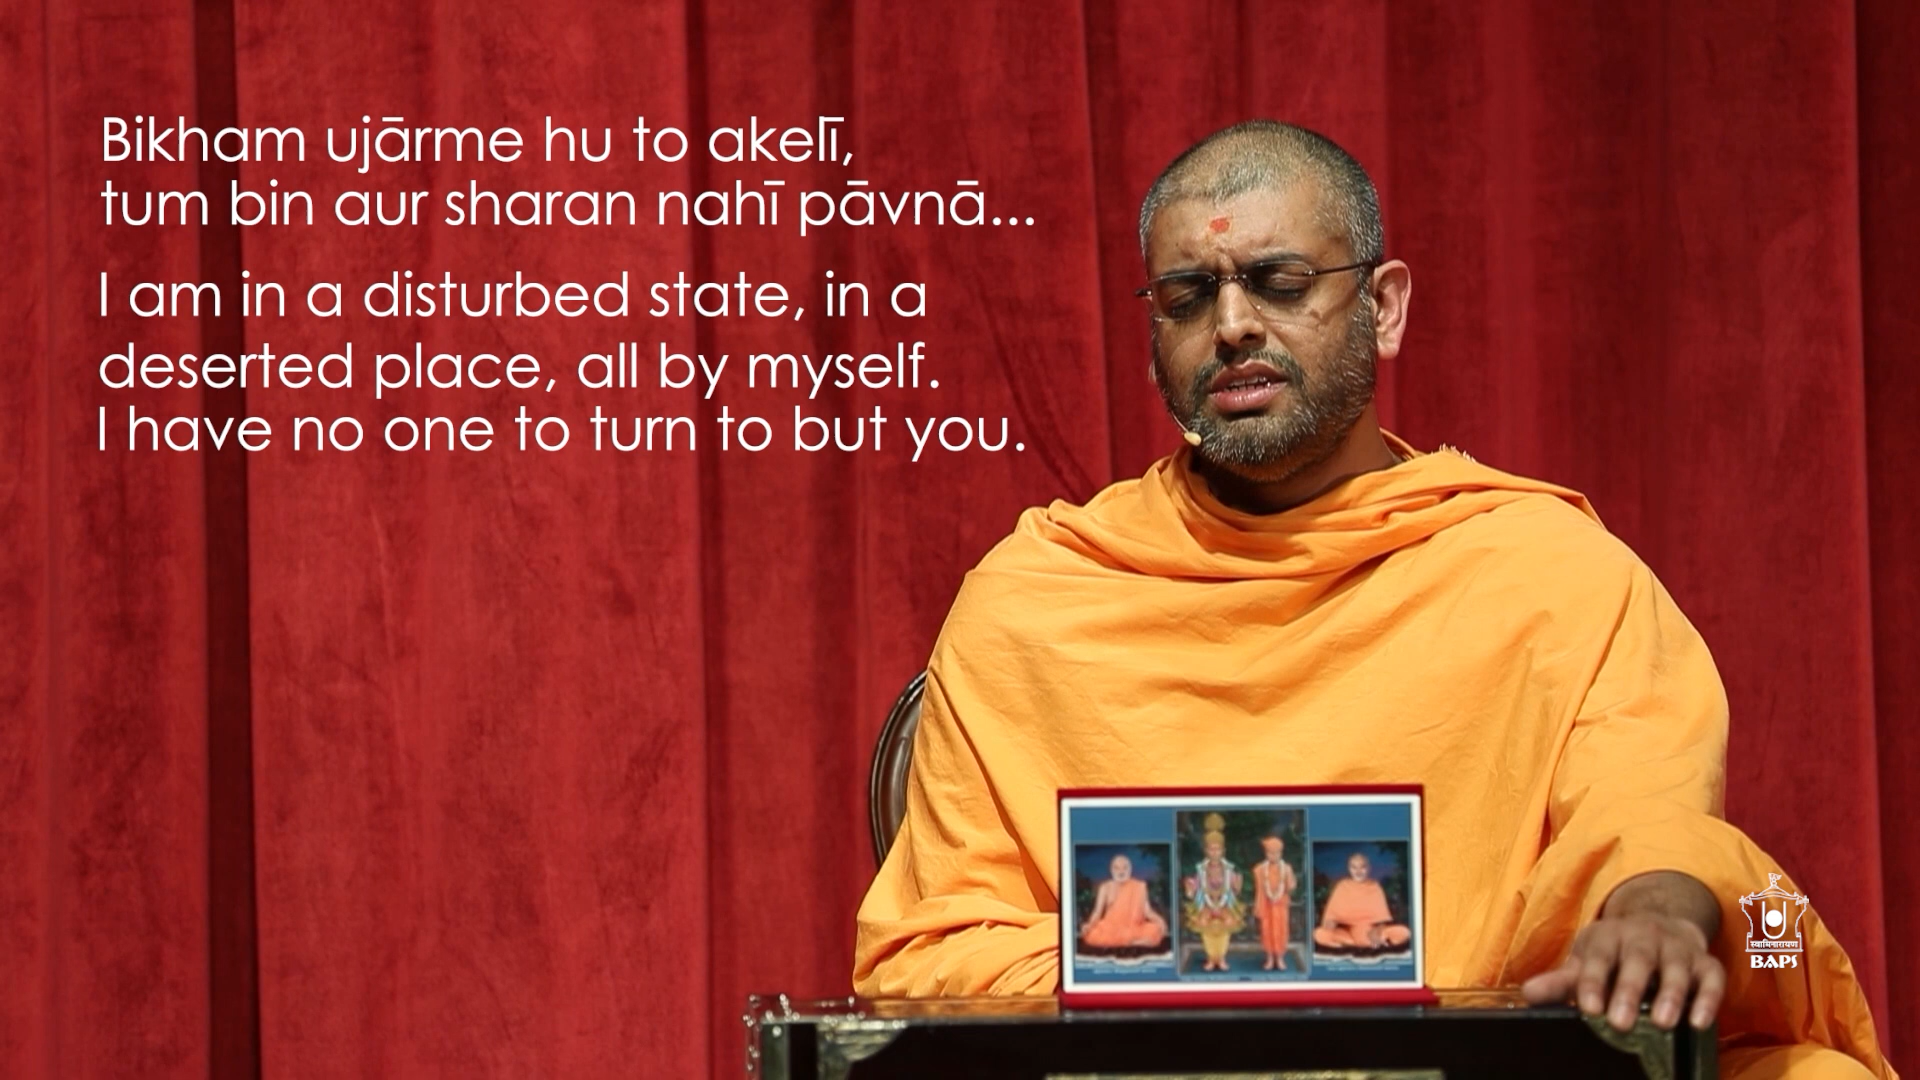 Bikham ujārme hu to akelī,
tum bin aur sharan nahī pāvnā...
I am in a disturbed state, in a
deserted place, all by myself.
I have no one to turn to but you.
स्वामिनारायण
BAPS